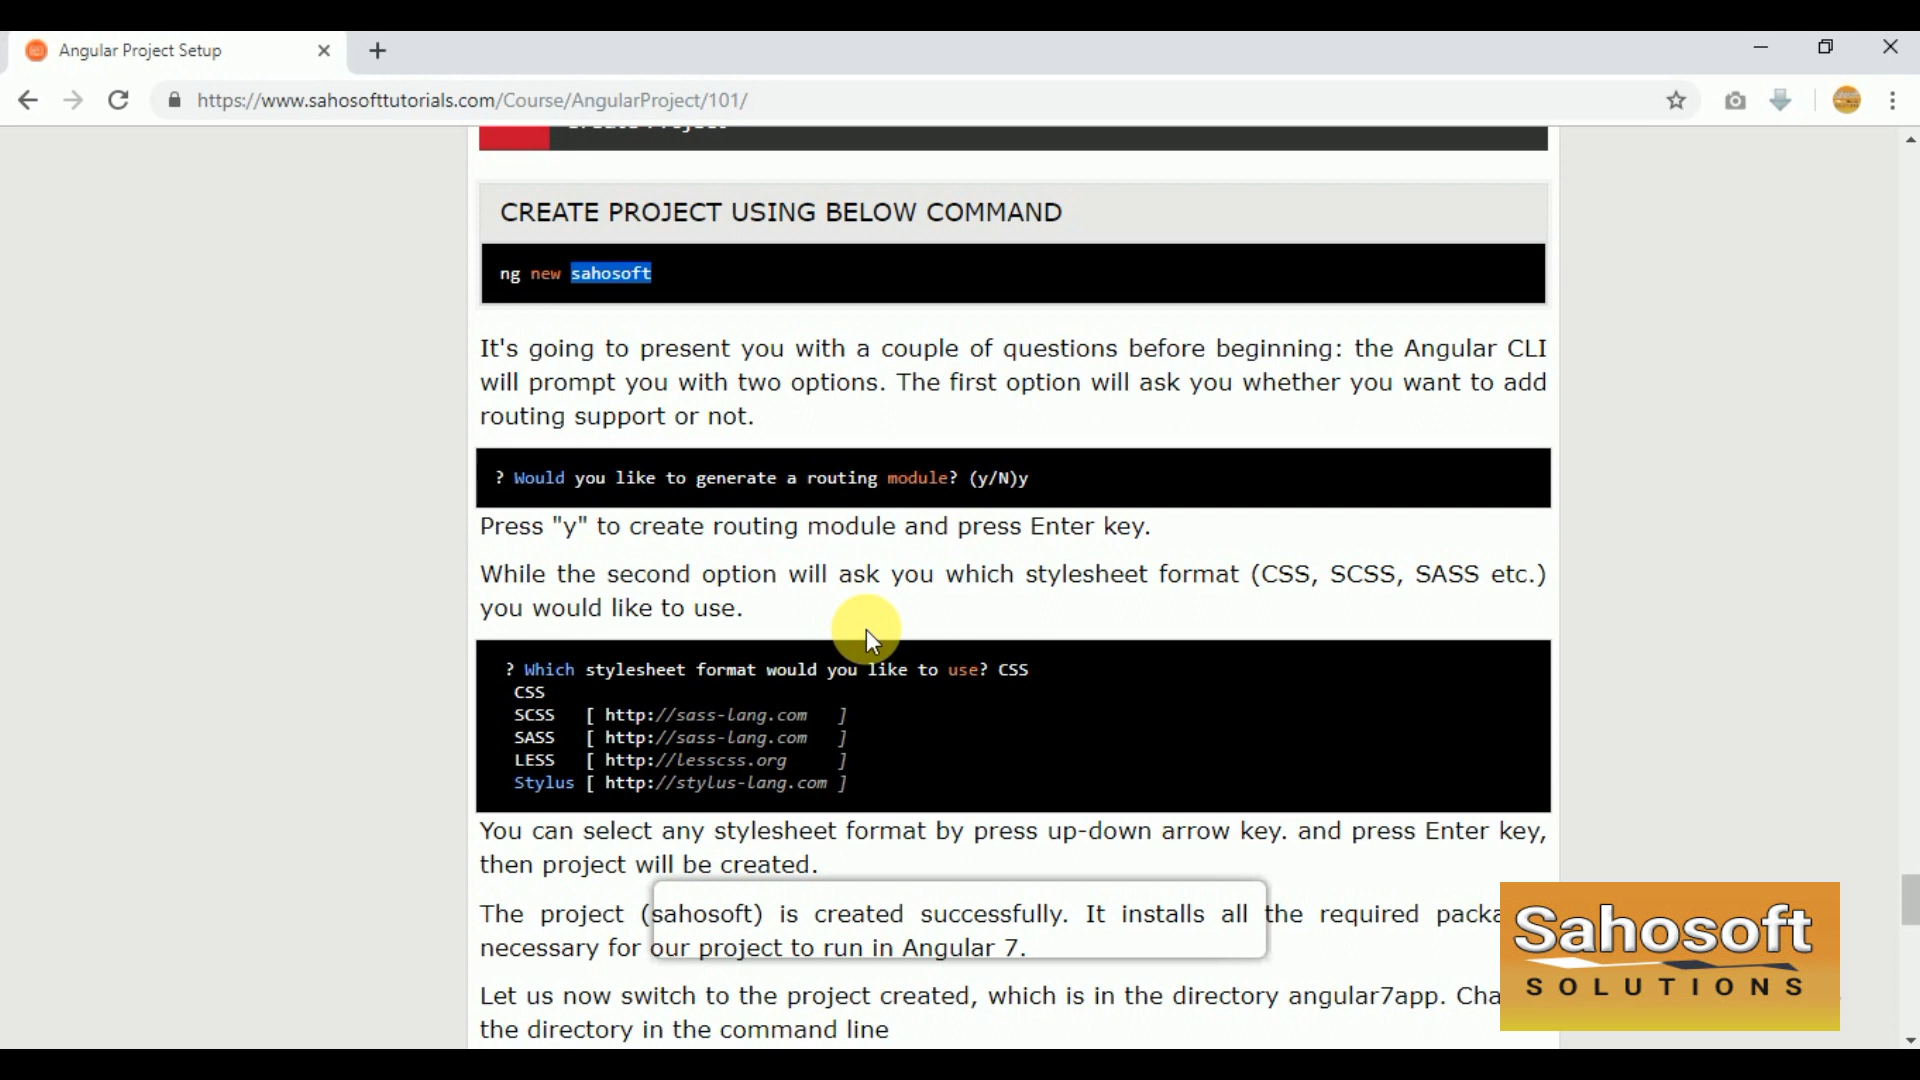 Angular Project Setup
https://www.sahosofttutorials.com/Course/AngularProject/101/
CREATE PROJECT USING BELOW COMMAND
ng new sahosoft
It's going to present you with a couple of questions before beginning: the Angular CLI
will prompt you with two options. The first option will ask you whether you want to add
routing support or not.
? Would you like to generate a routing module? (y/N)y
Press "y" to create routing module and press Enter key.
While the second option will ask you which stylesheet format (CSS, SCSS, SASS etc.)
you would like to use.
? Which stylesheet format would you like to use? CSS
CSS
SCSS [ http://sass-lang.com ]
SASS [ http://sass-lang.com ]
LESS [ http://lesscss.org ]
Stylus [ http://stylus-lang.com ]
You can select any stylesheet format by press up-down arrow key. and press Enter key,
then project will be created.
The project (sahosoft) is created successfully. It installs all the required packa
necessary for our project to run in Angular 7.
Let us now switch to the project created, which is in the directory angular7app. Cha
the directory in the command line
Sahosoft
SOLUTIONS